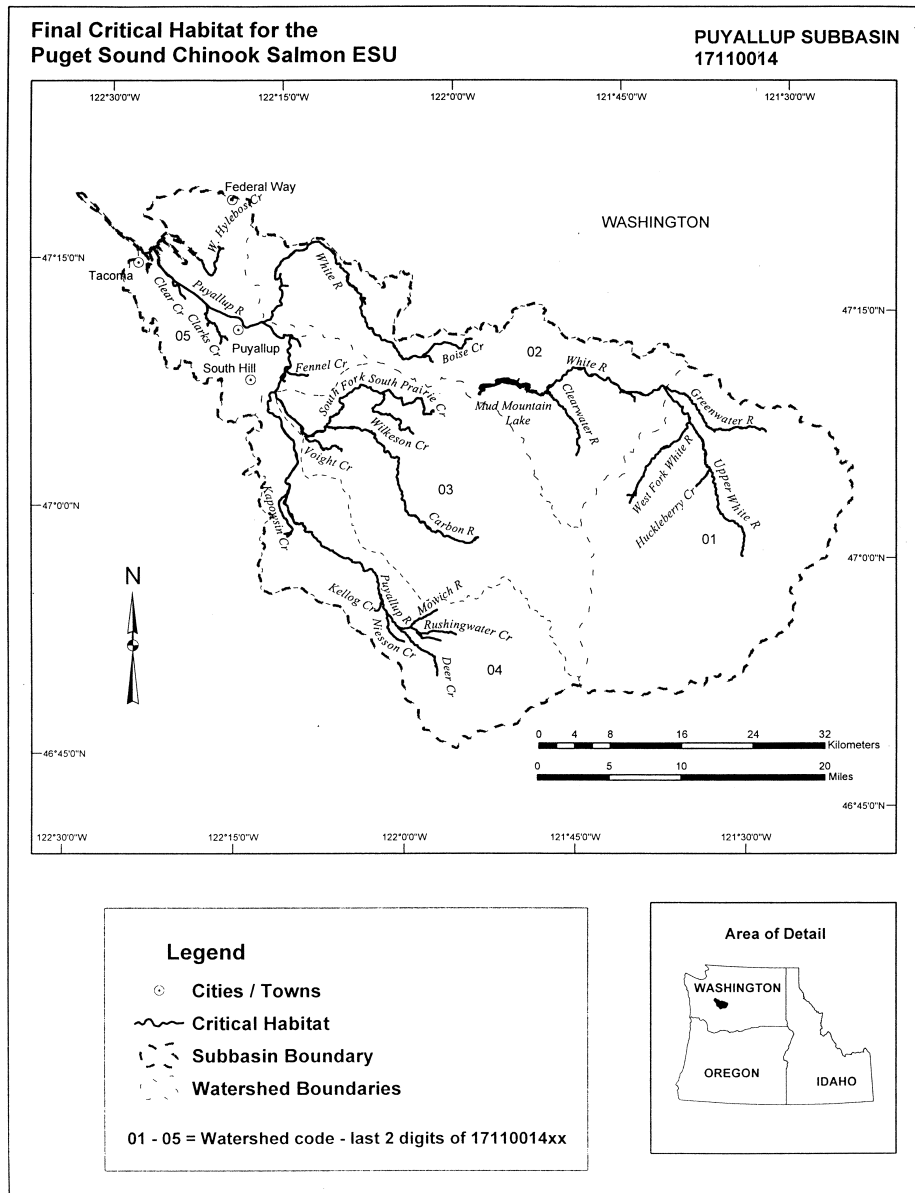 Final Critical Habitat for the
Puget Sound Chinook Salmon ESU
PUYALLUP SUBBASIN
17110014
122°30'0"W
122°15'0"W
122°0'0"W
121°45'0"W
121°30'0"W
Federal Way
W. Hylebos Cr
WASHINGTON
47°15'0"N
Tacoma
White R
Puyallup R
Clear Cr
Clarks Cr
05
Puyallup
South Hill
47°15'0"N
Boise Cr
02
White R
Fennel Cr
South Fork South Prairie Cr
Mud Mountain
Lake
Clearwater R
Greenwater R
Wilkeson Cr
Voight Cr
West Fork White R
Upper White R
Huckleberry Cr
03
47°0'0"N
Kapowsin Cr
Carbon R
01
47°0'0"N
N
Kellog Cr
Puyallup R
Mowich R
Rushingwater Cr
Niesson Cr
Deer Cr
04
0 4 8 16 24 32
Kilometers
0 5 10 20
Miles
46°45'0"N
46°45'0"N
122°30'0"W
122°15'0"W
122°0'0"W
121°45'0"W
121°30'0"W
Legend
Cities / Towns
Critical Habitat
Subbasin Boundary
Watershed Boundaries
01 - 05 = Watershed code - last 2 digits of 17110014xx
Area of Detail
WASHINGTON
OREGON
IDAHO